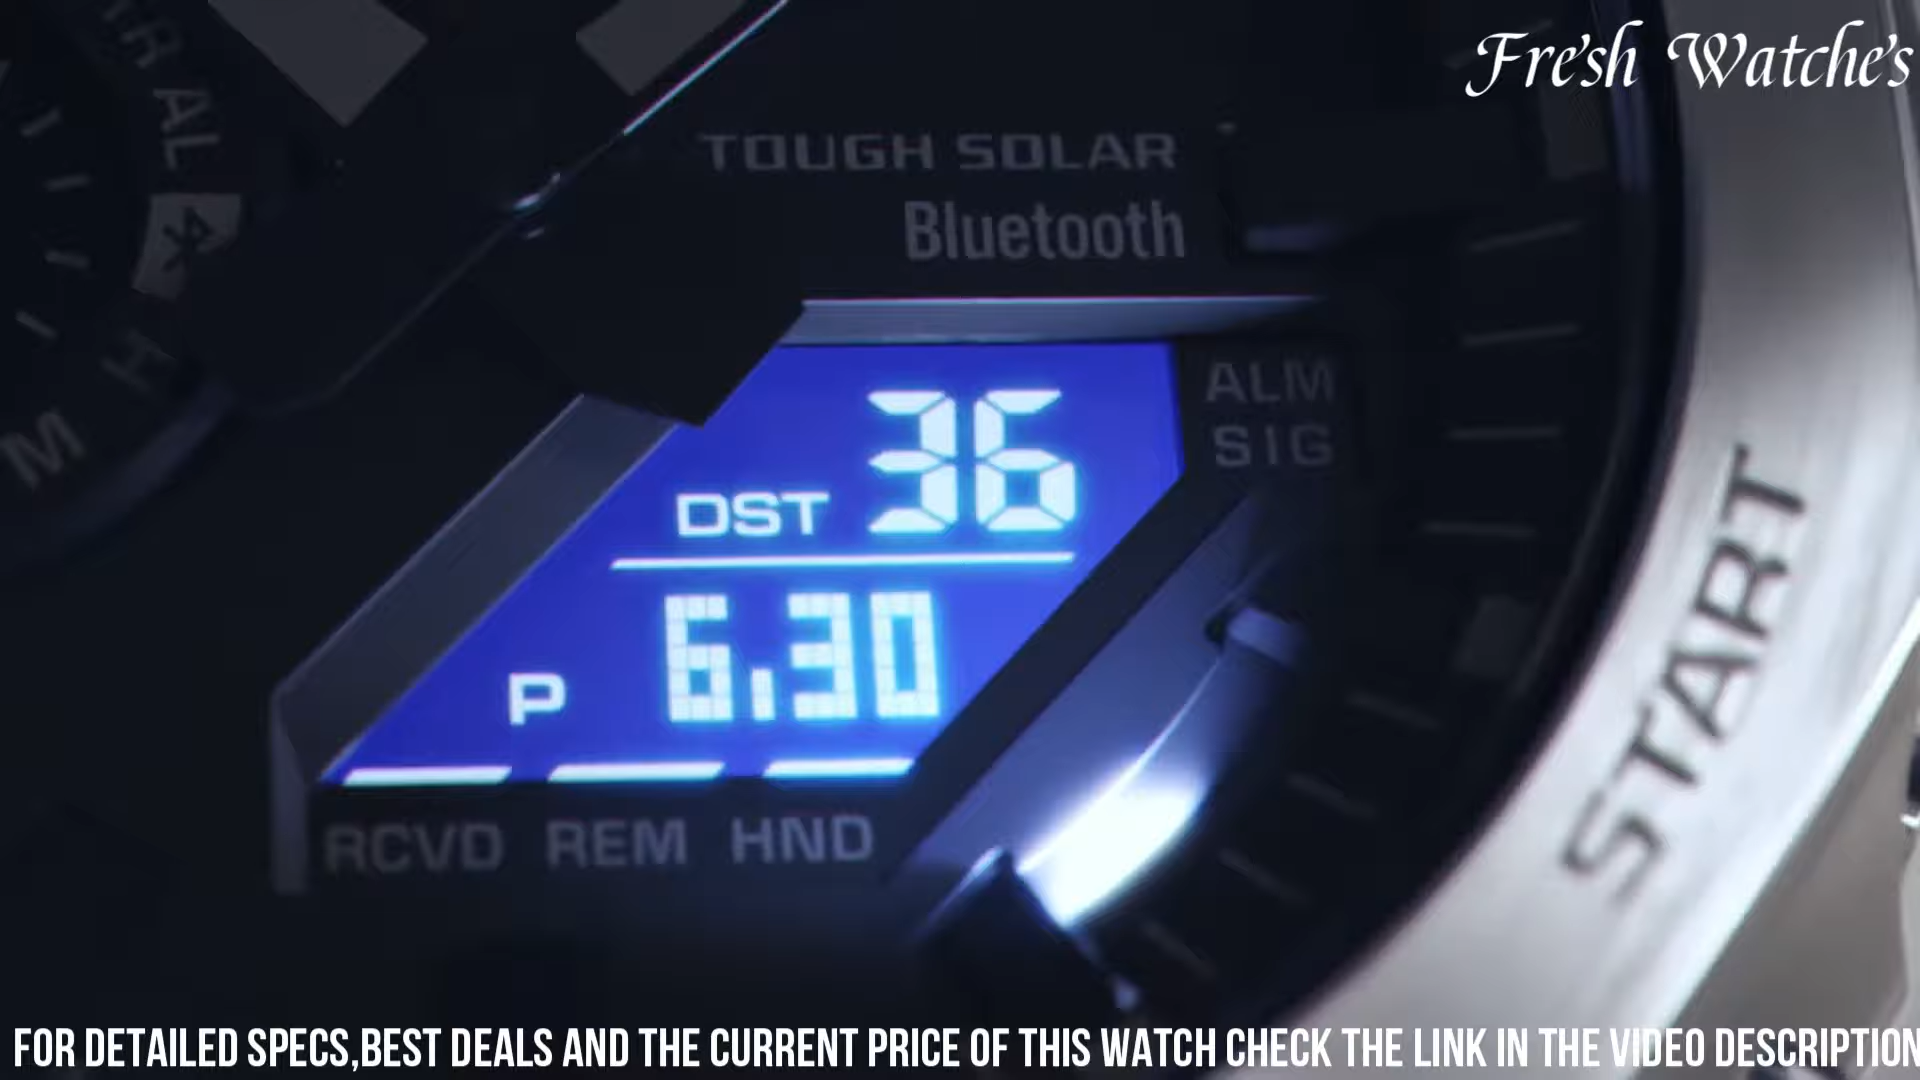 Fre'sh Watche's
TOUGH SOLAR
Bluetooth
ALM
SIG
DST 36
P 6.30
RCVD REM HND
START
H
M
FOR DETAILED SPECS,BEST DEALS AND THE CURRENT PRICE OF THIS WATCH CHECK THE LINK IN THE VIDEO DESCRIPTION